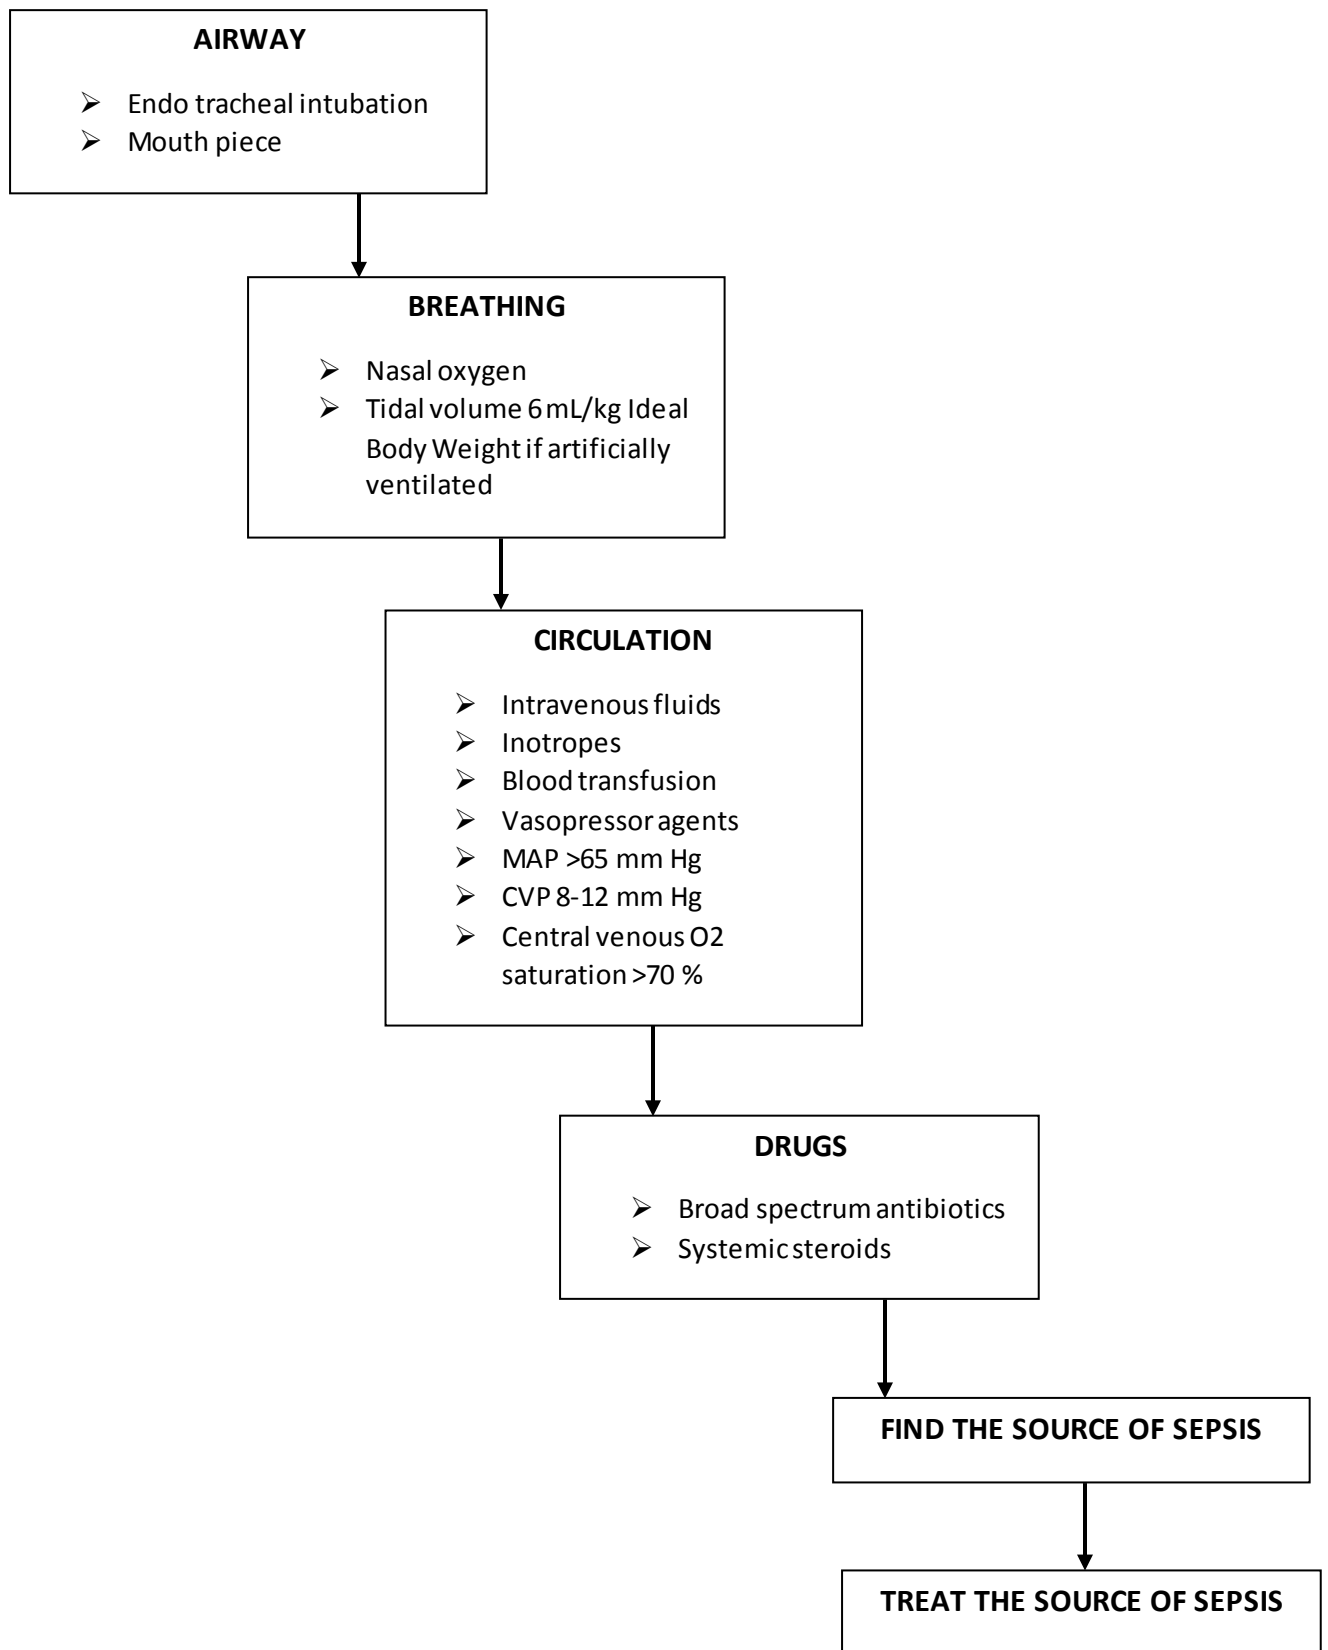 AIRWAY
➢ Endo tracheal intubation
➢ Mouth piece
BREATHING
➢ Nasal oxygen
➢ Tidal volume 6 mL/kg Ideal
Body Weight if artificially
ventilated
CIRCULATION
➢ Intravenous fluids
➢ Inotropes
➢ Blood transfusion
➢ Vasopressor agents
➢ MAP >65 mm Hg
➢ CVP 8-12 mm Hg
➢ Central venous O2
saturation >70 %
DRUGS
➢ Broad spectrum antibiotics
➢ Systemic steroids
FIND THE SOURCE OF SEPSIS
TREAT THE SOURCE OF SEPSIS